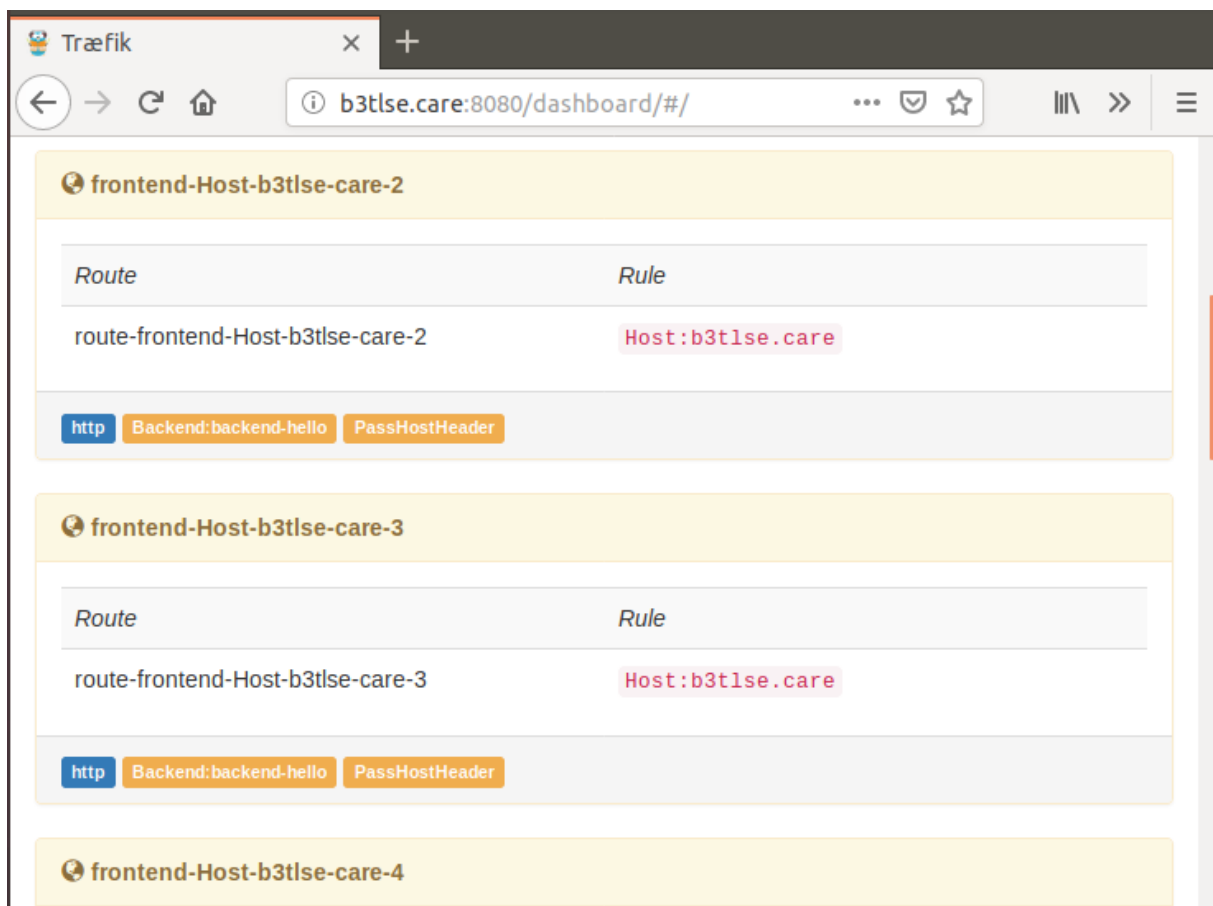 Træfik
b3tlse.care:8080/dashboard/#/
frontend-Host-b3tlse-care-2
Route Rule
route-frontend-Host-b3tlse-care-2 Host:b3tlse.care
http Backend:backend-hello PassHostHeader
frontend-Host-b3tlse-care-3
Route Rule
route-frontend-Host-b3tlse-care-3 Host:b3tlse.care
http Backend:backend-hello PassHostHeader
frontend-Host-b3tlse-care-4